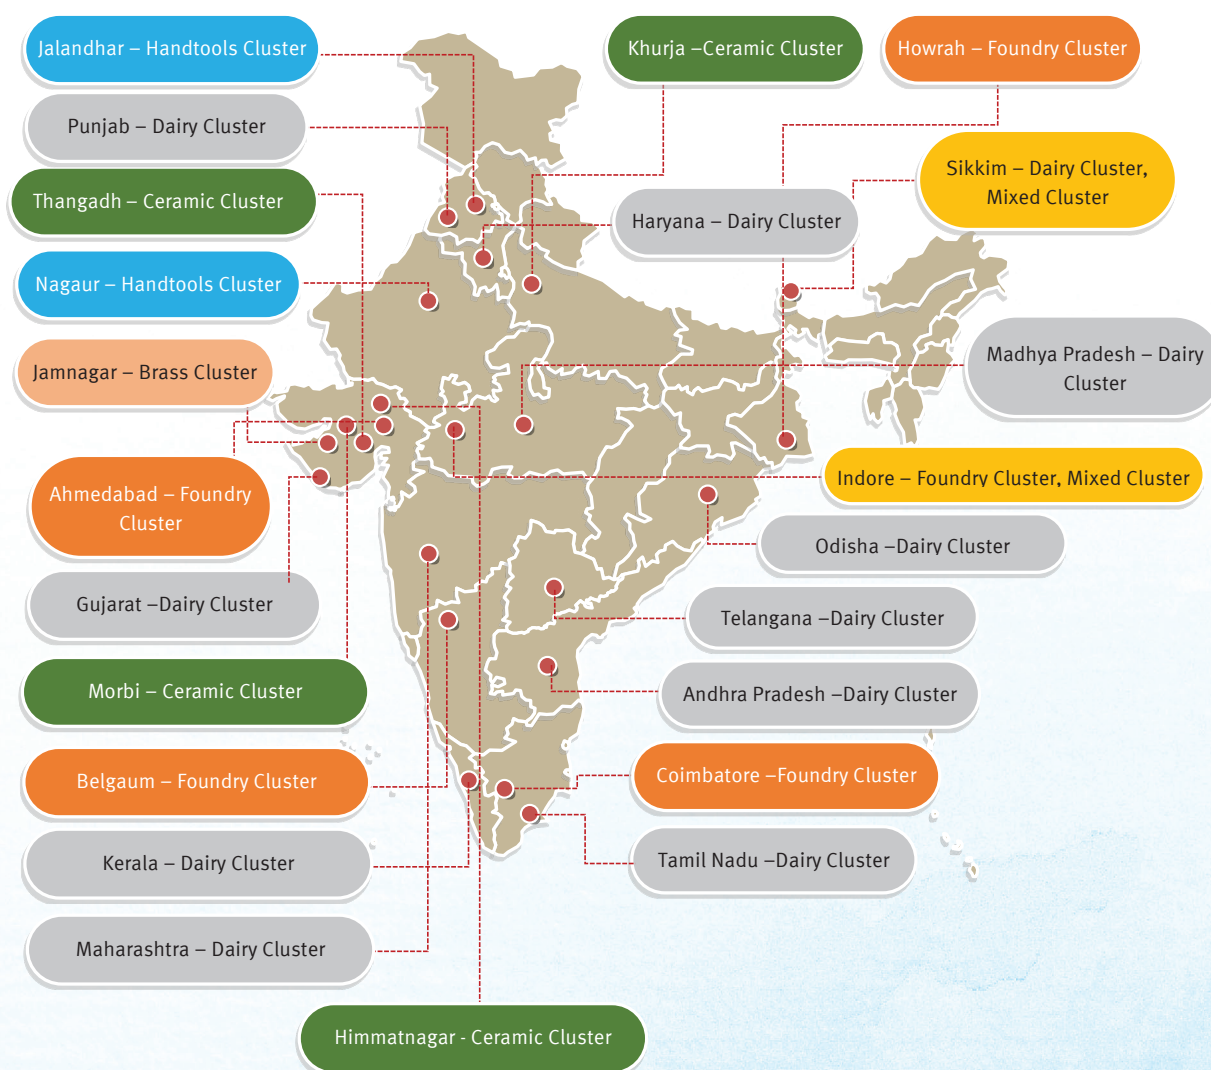 Jalandhar – Handtools Cluster
Khurja –Ceramic Cluster
Howrah – Foundry Cluster
Punjab – Dairy Cluster
Sikkim – Dairy Cluster,
Mixed Cluster
Thangadh – Ceramic Cluster
Haryana – Dairy Cluster
Nagaur – Handtools Cluster
Madhya Pradesh – Dairy
Cluster
Jamnagar – Brass Cluster
Indore – Foundry Cluster, Mixed Cluster
Ahmedabad – Foundry
Cluster
Odisha –Dairy Cluster
Gujarat –Dairy Cluster
Telangana –Dairy Cluster
Morbi – Ceramic Cluster
Andhra Pradesh –Dairy Cluster
Belgaum – Foundry Cluster
Coimbatore –Foundry Cluster
Kerala – Dairy Cluster
Tamil Nadu –Dairy Cluster
Maharashtra – Dairy Cluster
Himmatnagar - Ceramic Cluster